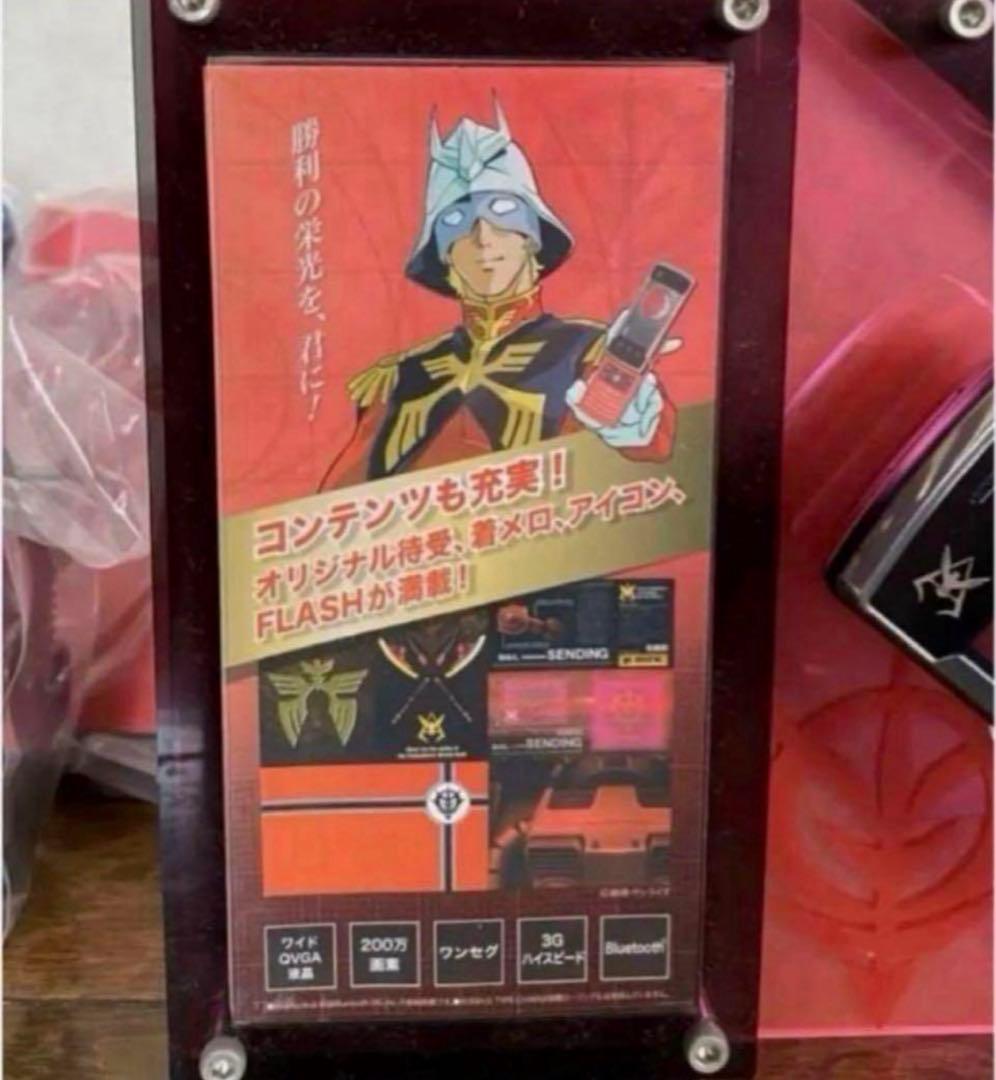 勝利の栄光を、君に！
コンテンツも充実！
オリジナル待受、着メロ、アイコン、
FLASHが満載！
SENDING
SENDING
ワイド
QVGA
液晶
200万
画素
ワンセグ
3G
ハイスピード
Bluetooth